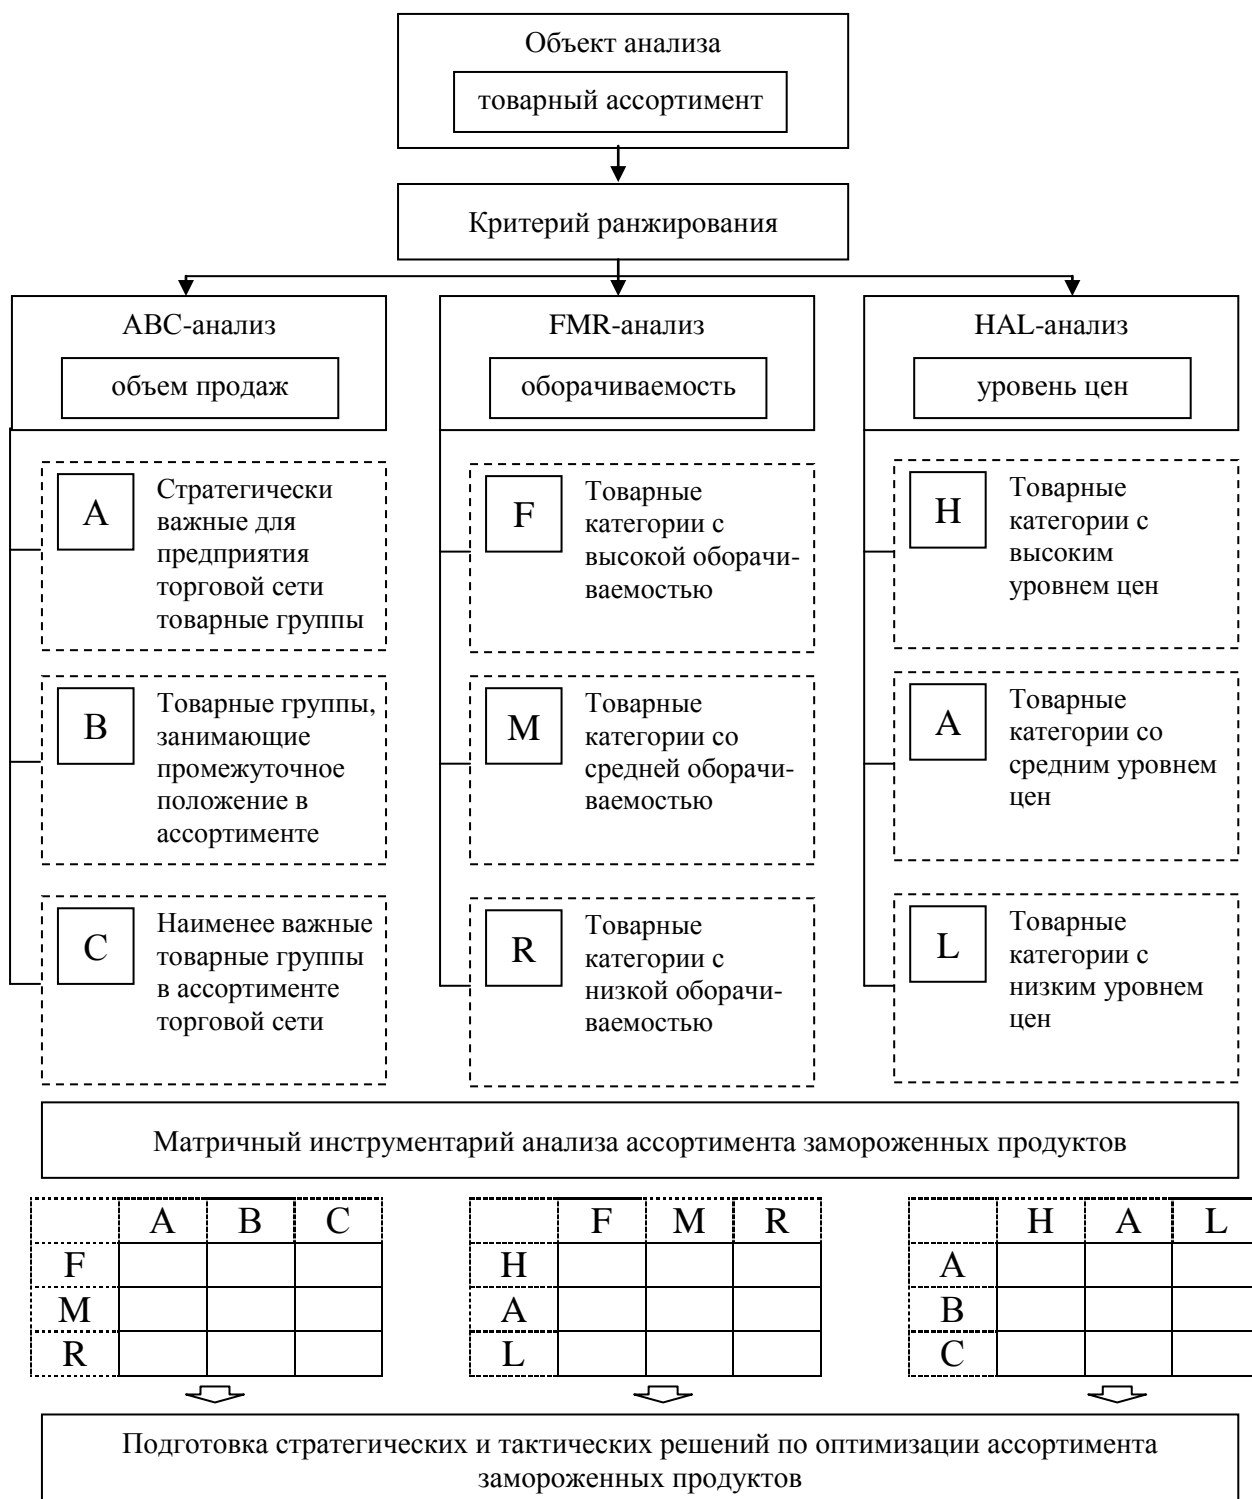 Объект анализа
товарный ассортимент
Критерий ранжирования
ABC-анализ
объем продаж
A
Стратегически
важные для
предприятия
торговой сети
товарные группы
B
Товарные группы,
занимающие
промежуточное
положение в
ассортименте
C
Наименее важные
товарные группы
в ассортименте
торговой сети
FMR-анализ
оборачиваемость
F
Товарные
категории с
высокой оборачи-
ваемостью
M
Товарные
категории со
средней оборачи-
ваемостью
R
Товарные
категории с
низкой оборачи-
ваемостью
HAL-анализ
уровень цен
H
Товарные
категории с
высоким
уровнем цен
A
Товарные
категории со
средним уровнем
цен
L
Товарные
категории с
низким уровнем
цен
Матричный инструментарий анализа ассортимента замороженных продуктов
A B C
F
M
R
F M R
H
A
L
H A L
A
B
C
Подготовка стратегических и тактических решений по оптимизации ассортимента
замороженных продуктов